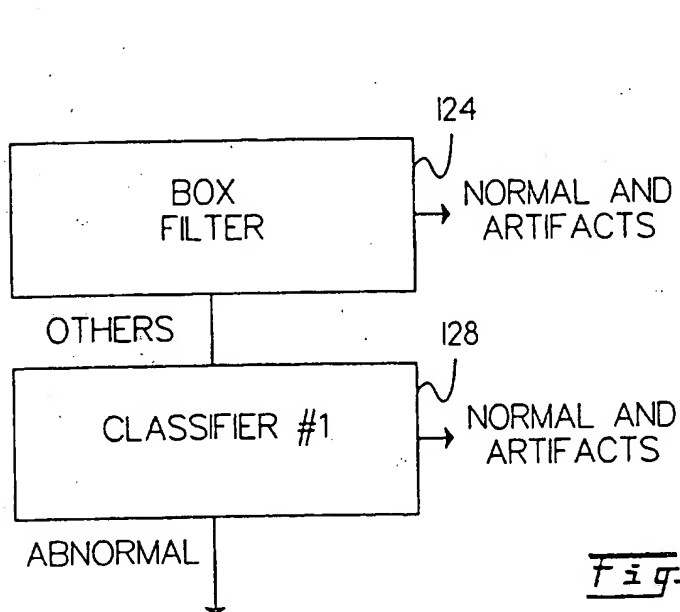 124
BOX
FILTER
NORMAL AND
ARTIFACTS
OTHERS
128
CLASSIFIER #1
NORMAL AND
ARTIFACTS
ABNORMAL
Fig.